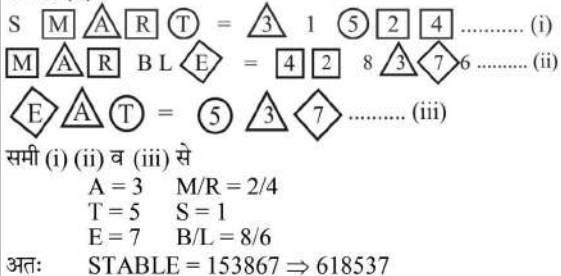 S M A R T = 3 1 5 2 4 ........... (i)
M A R B L E = 4 2 8 3 7 6 ......... (ii)
E A T = 5 3 7 .......... (iii)
समी (i) (ii) व (iii) से
A = 3 M/R = 2/4
T = 5 S = 1
E = 7 B/L = 8/6
अतः STABLE = 153867 ⇒ 618537